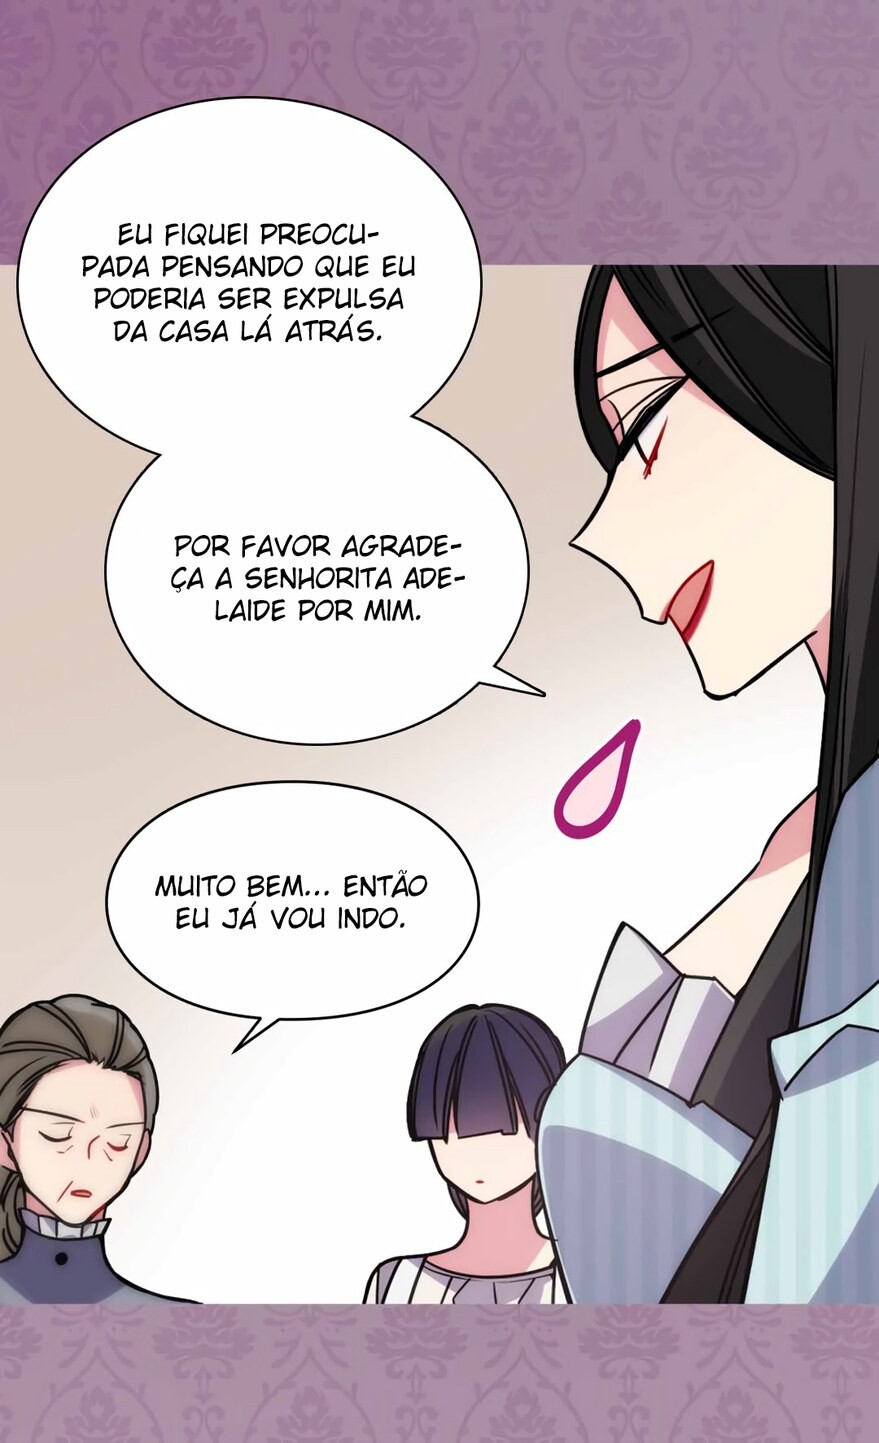 EU FIQUEI PREOCU-
PADA PENSANDO QUE EU
PODERIA SER EXPULSA
DA CASA LÁ ATRÁS.
POR FAVOR AGRADE-
ÇA A SENHORITA ADE-
LAIDE POR MIM.
MUITO BEM... ENTÃO
EU JÁ VOU INDO.